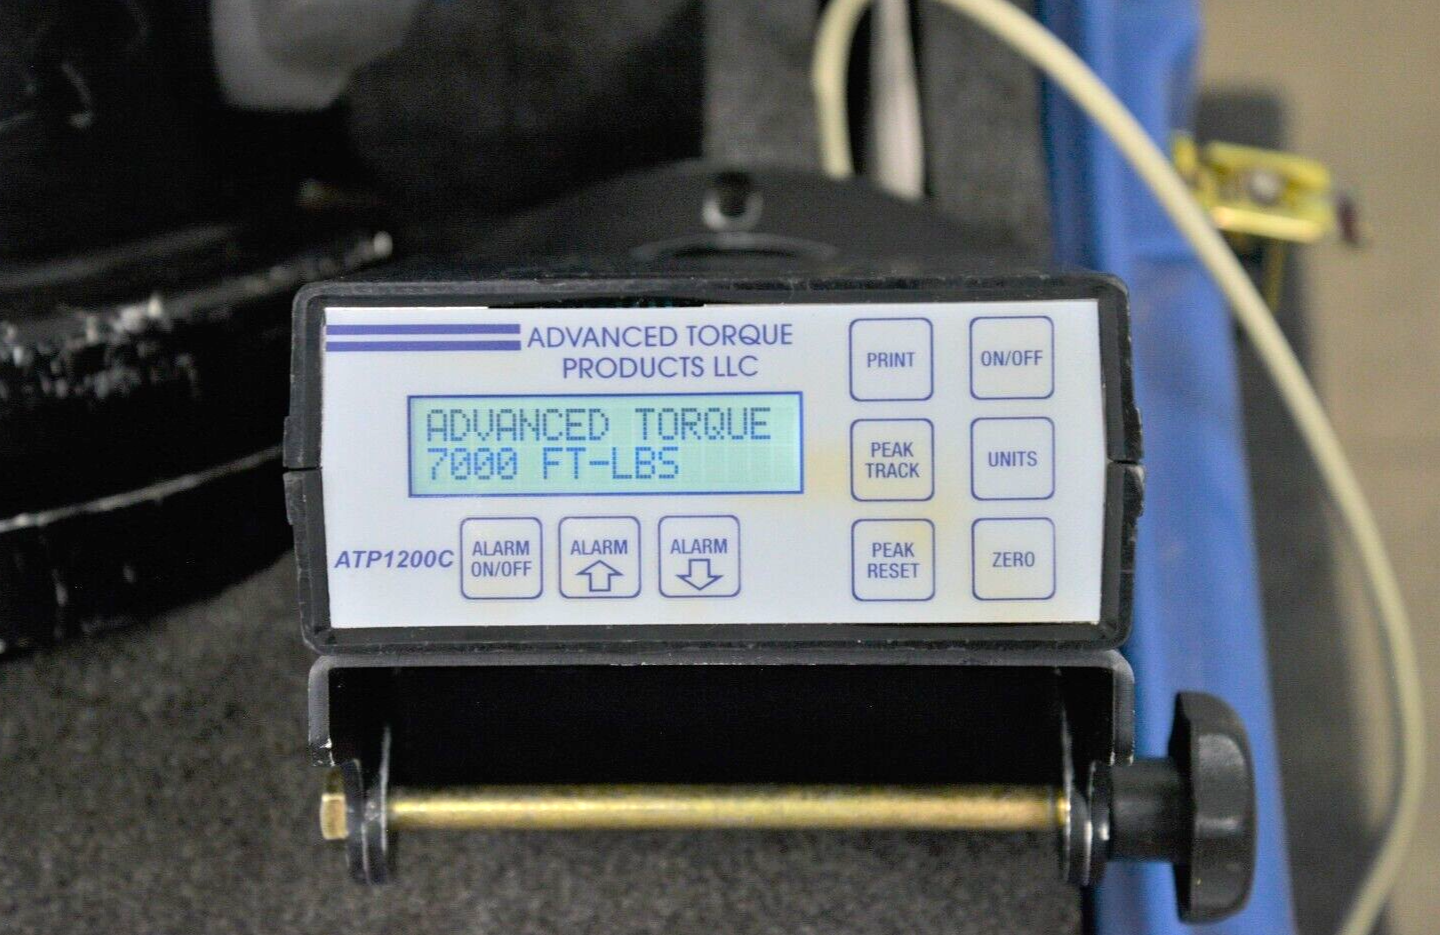 ADVANCED TORQUE
PRODUCTS LLC
ADVANCED TORQUE
7000 FT-LBS
ATP1200C
ALARM
ON/OFF
ALARM
ALARM
PRINT
ON/OFF
PEAK
TRACK
UNITS
PEAK
RESET
ZERO